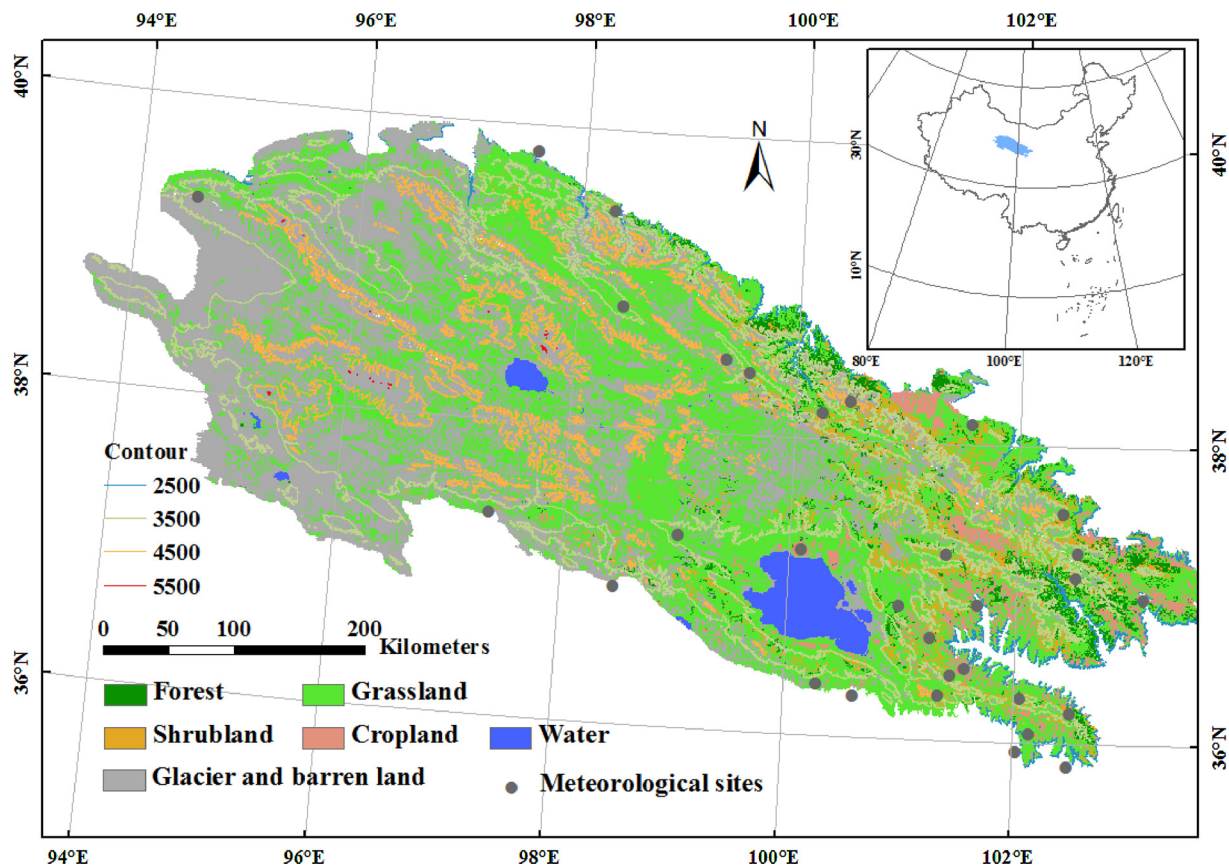 94°E 96°E 98°E 100°E 102°E
40°N
40°N
N
30°N
10°N
80°E 100°E 120°E
38°N
38°N
Contour
2500
3500
4500
5500
0 50 100 200
Kilometers
36°N
36°N
Forest Grassland
Shrubland Cropland Water
Glacier and barren land Meteorological sites
94°E 96°E 98°E 100°E 102°E